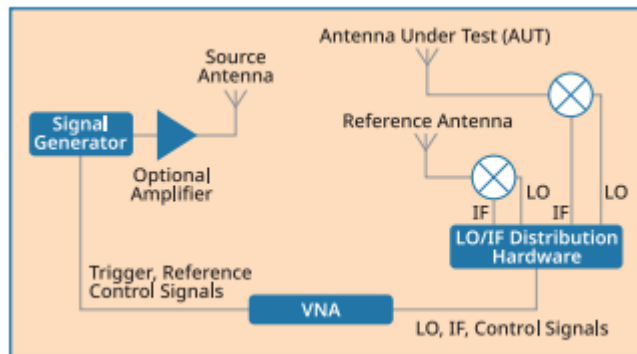 Antenna Under Test (AUT)
Source
Antenna
Signal
Generator
Reference Antenna
Optional
Amplifier
LO
LO
IF
IF
LO/IF Distribution
Hardware
Trigger, Reference
Control Signals
VNA
LO, IF, Control Signals